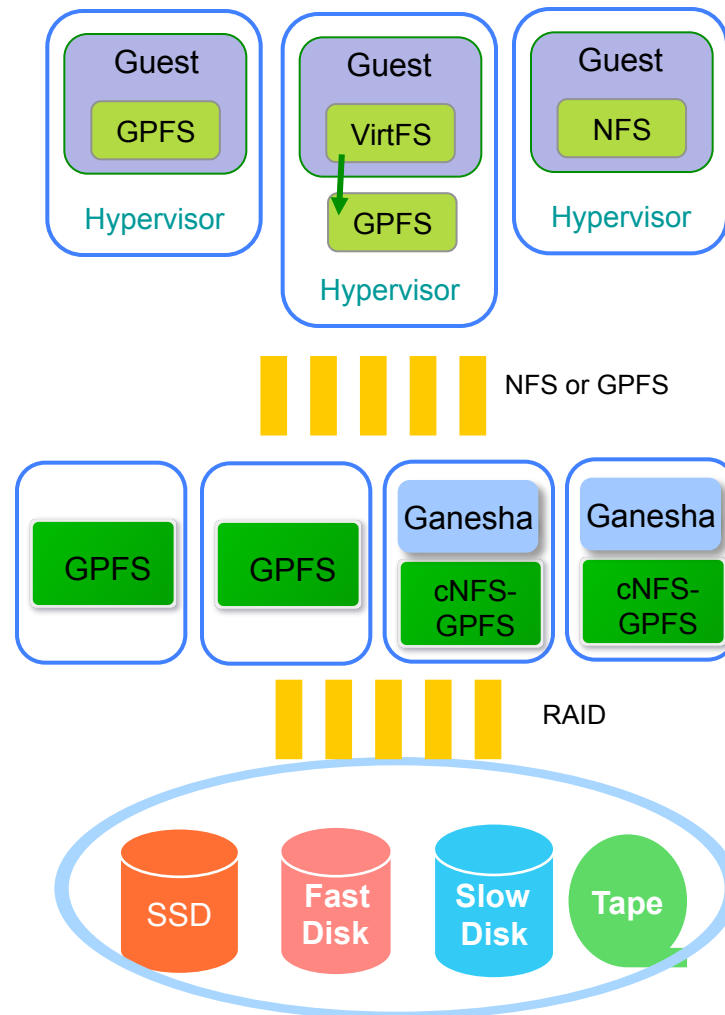 Guest
GPFS
Hypervisor
Guest
VirtFS
GPFS
Hypervisor
Guest
NFS
Hypervisor
NFS or GPFS
GPFS
GPFS
Ganesha
cNFS-
GPFS
Ganesha
cNFS-
GPFS
RAID
SSD
Fast
Disk
Slow
Disk
Tape